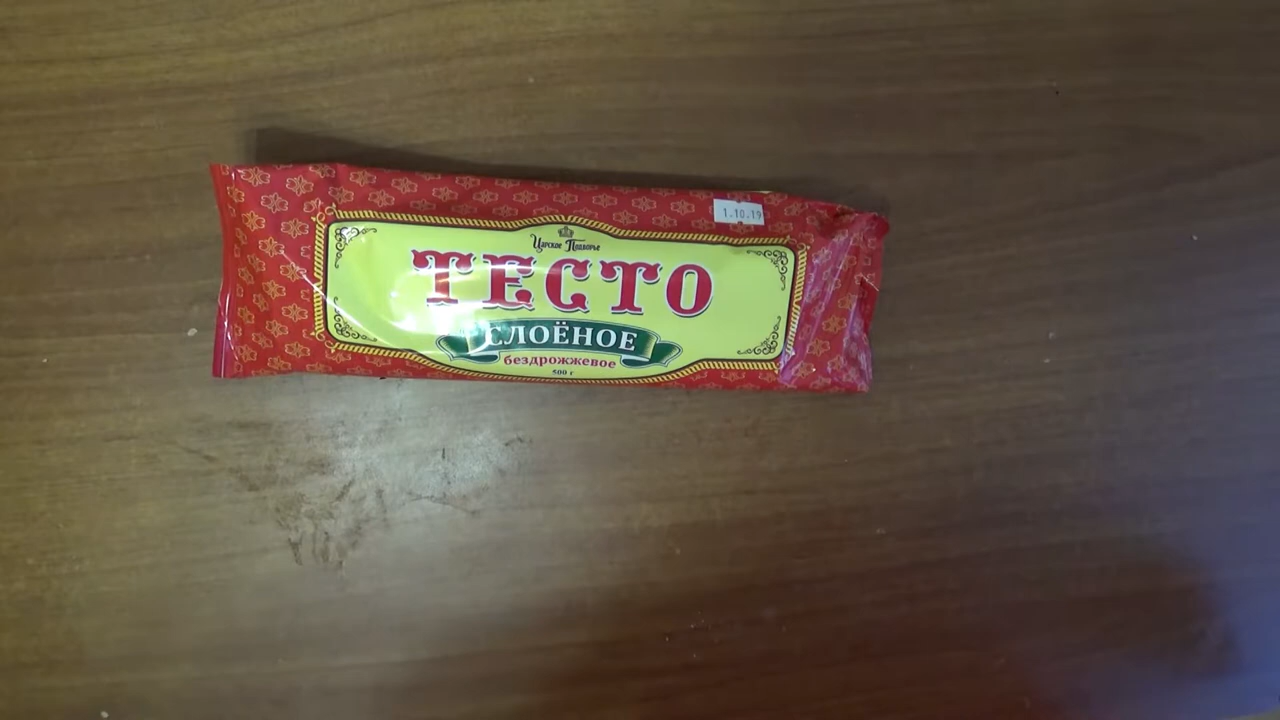 1.10.19
Царское Подворье
ТЕСТО
СЛОЁНОЕ
бездрожжевое
500 г